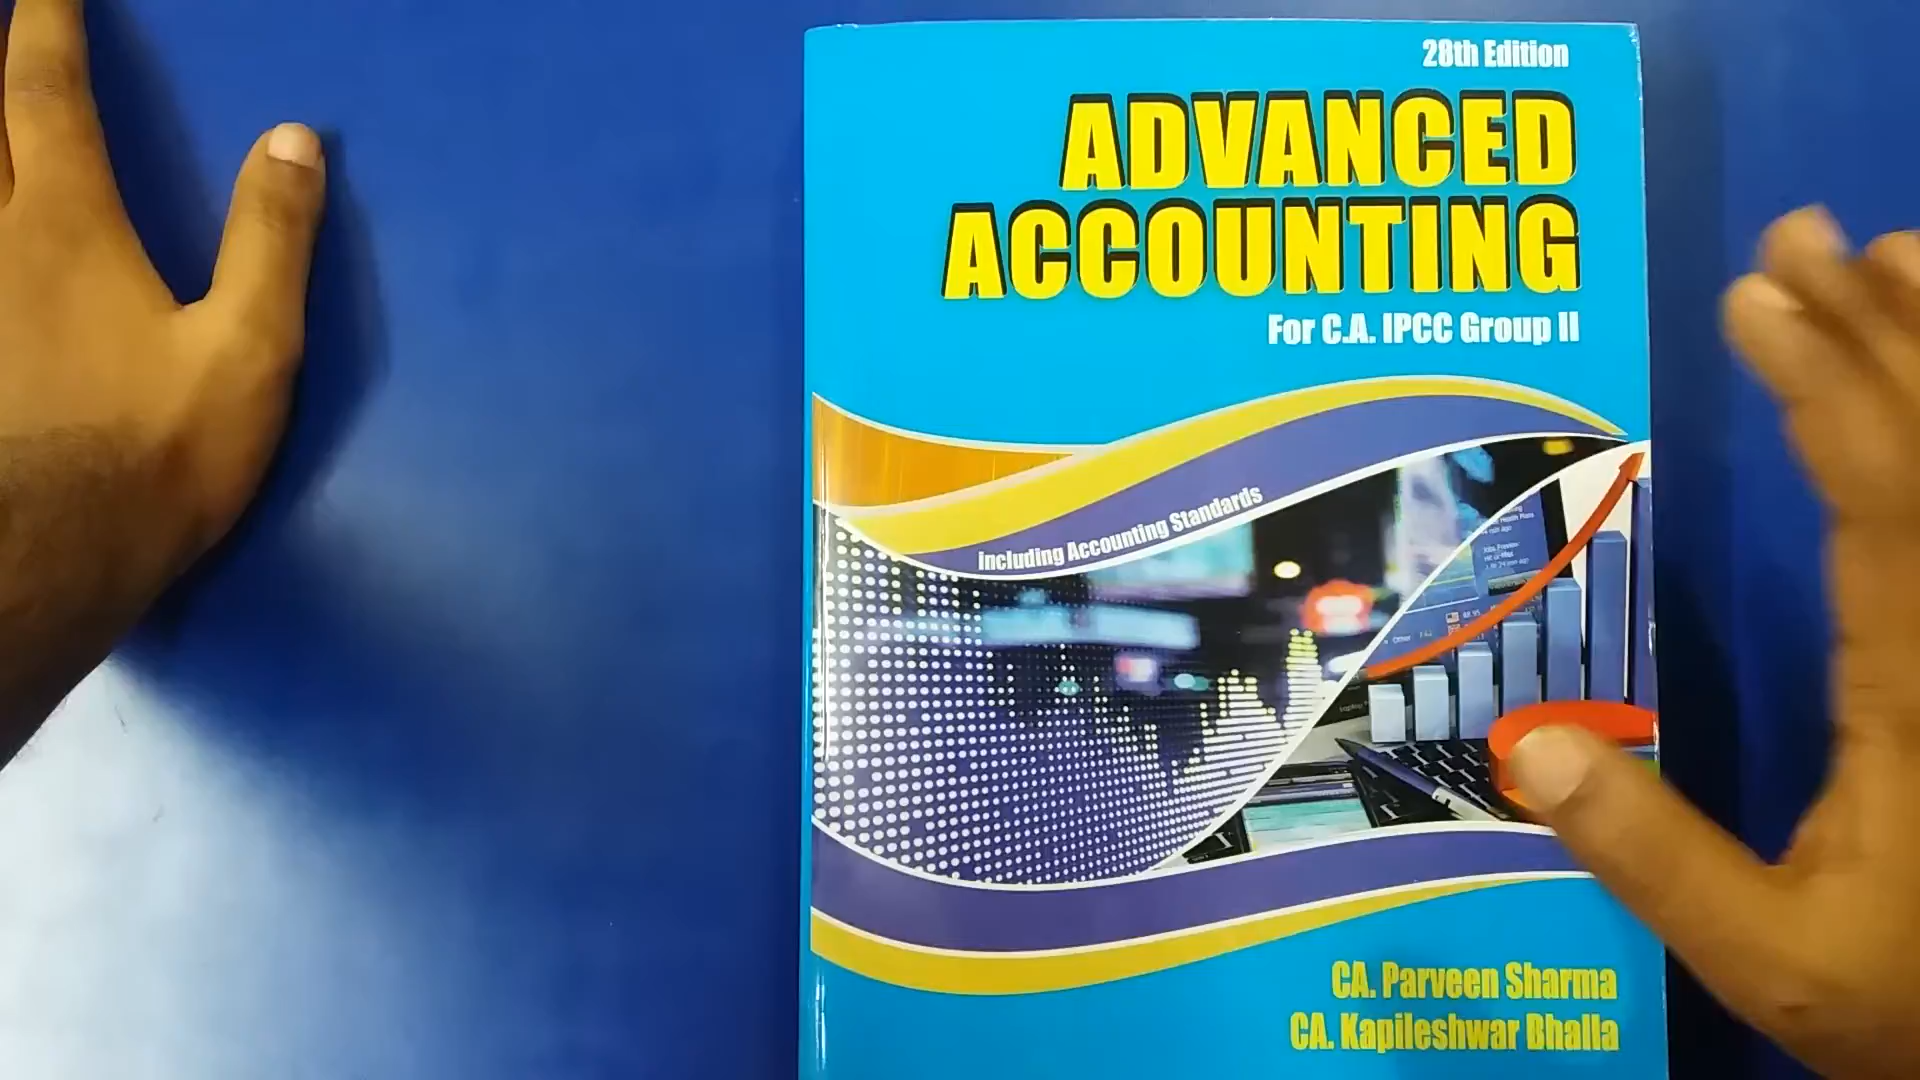 28th Edition
ADVANCED
ACCOUNTING
For C.A. IPCC Group II
including Accounting Standards
CA. Parveen Sharma
CA. Kapileshwar Bhalla